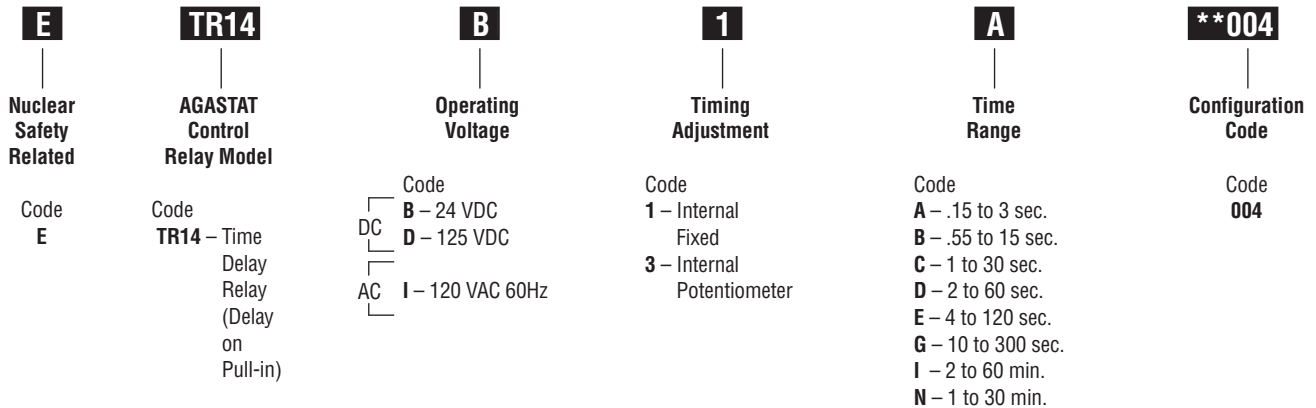 E
TR14
B
1
A
**004
Nuclear
Safety
Related
Code
E
AGASTAT
Control
Relay Model
Code
TR14 – Time
Delay
Relay
(Delay
on
Pull-in)
Operating
Voltage
Code
DC
B – 24 VDC
D – 125 VDC
AC
I – 120 VAC 60Hz
Timing
Adjustment
Code
1 – Internal
Fixed
3 – Internal
Potentiometer
Time
Range
Code
A – .15 to 3 sec.
B – .55 to 15 sec.
C – 1 to 30 sec.
D – 2 to 60 sec.
E – 4 to 120 sec.
G – 10 to 300 sec.
I – 2 to 60 min.
N – 1 to 30 min.
Configuration
Code
Code
004